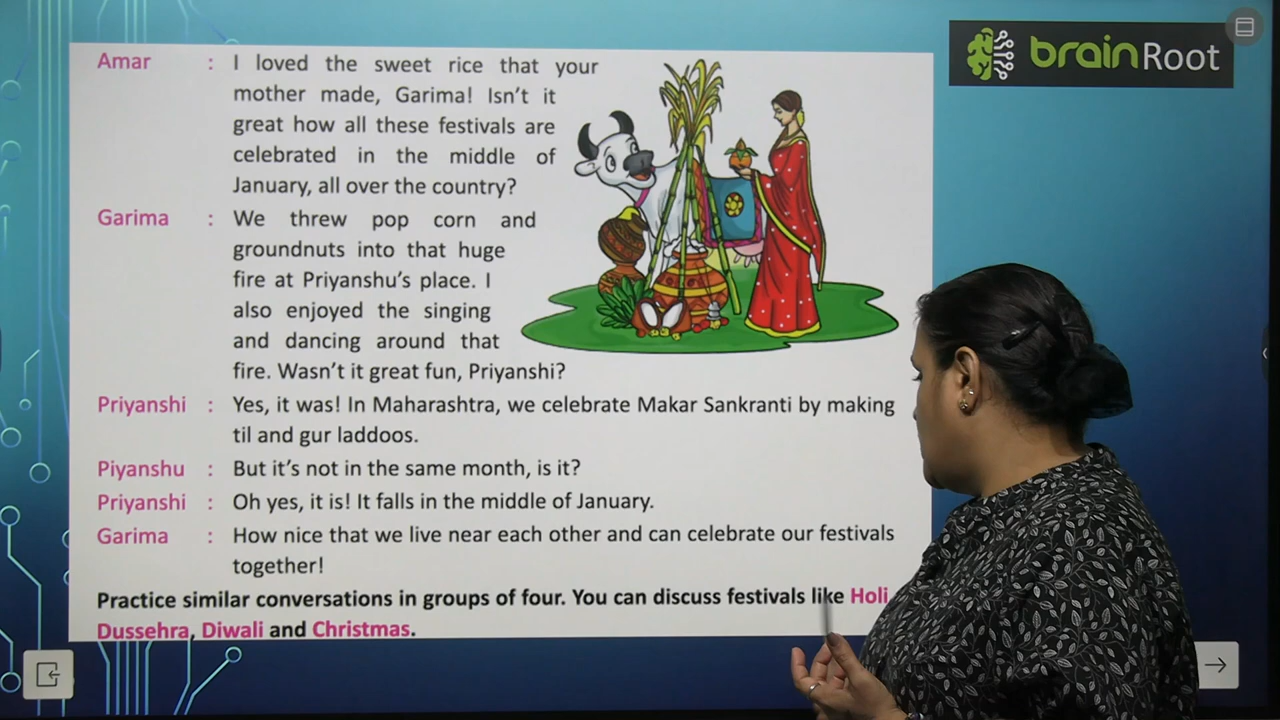 brainRoot
Amar : I loved the sweet rice that your
mother made, Garima! Isn't it
great how all these festivals are
celebrated in the middle of
January, all over the country?
Garima : We threw pop corn and
groundnuts into that huge
fire at Priyanshu's place. I
also enjoyed the singing
and dancing around that
fire. Wasn't it great fun, Priyanshi?
Priyanshi : Yes, it was! In Maharashtra, we celebrate Makar Sankranti by making
til and gur laddoos.
Piyanshu : But it's not in the same month, is it?
Priyanshi : Oh yes, it is! It falls in the middle of January.
Garima : How nice that we live near each other and can celebrate our festivals
together!
Practice similar conversations in groups of four. You can discuss festivals like Holi
Dussehra, Diwali and Christmas.